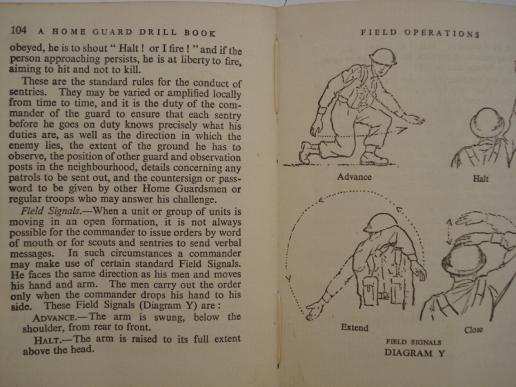 104 A HOME GUARD DRILL BOOK
obeyed, he is to shout " Halt! or I fire! " and if the
person approaching persists, he is at liberty to fire,
aiming to hit and not to kill.
These are the standard rules for the conduct of
sentries. They may be varied or amplified locally
from time to time, and it is the duty of the com-
mander of the guard to ensure that each sentry
before he goes on duty knows precisely what his
duties are, as well as the direction in which the
enemy lies, the extent of the ground he has to
observe, the position of other guard and observation
posts in the neighbourhood, details concerning any
patrols to be sent out, and the countersign or pass-
word to be given by other Home Guardsmen or
regular troops who may answer his challenge.
Field Signals.—When a unit or group of units is
moving in an open formation, it is not always
possible for the commander to issue orders by word
of mouth or for scouts and sentries to send verbal
messages. In such circumstances a commander
may make use of certain standard Field Signals.
He faces the same direction as his men and moves
his hand and arm. The men carry out the order
only when the commander drops his hand to his
side. These Field Signals (Diagram Y) are :
ADVANCE.—The arm is swung, below the
shoulder, from rear to front.
HALT.—The arm is raised to its full extent
above the head.
FIELD OPERATIONS
Advance
Halt
Extend
Close
FIELD SIGNALS
DIAGRAM Y